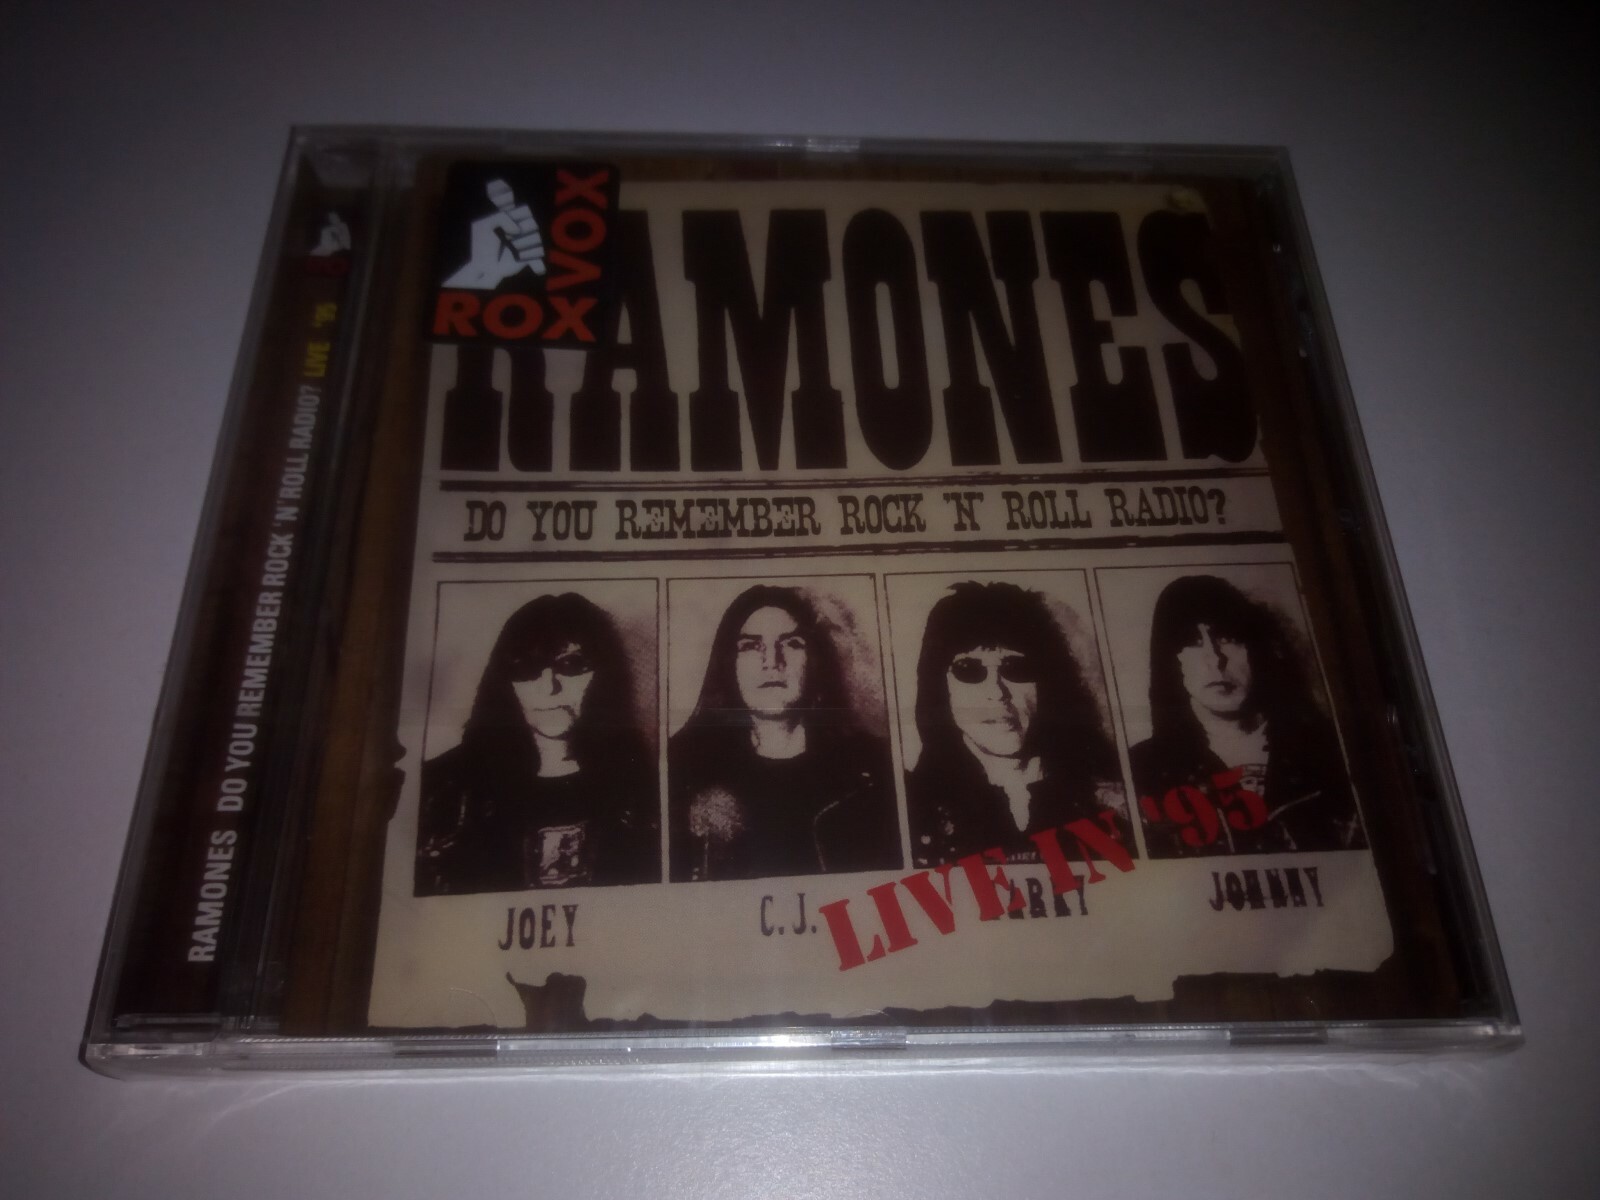 ROX
VOX
RAMONES
DO YOU REMEMBER ROCK 'N' ROLL RADIO?
JOEY
C.J.
JOHNNY
LIVE IN '95
RAMONES DO YOU REMEMBER ROCK 'N' ROLL RADIO? LIVE '95